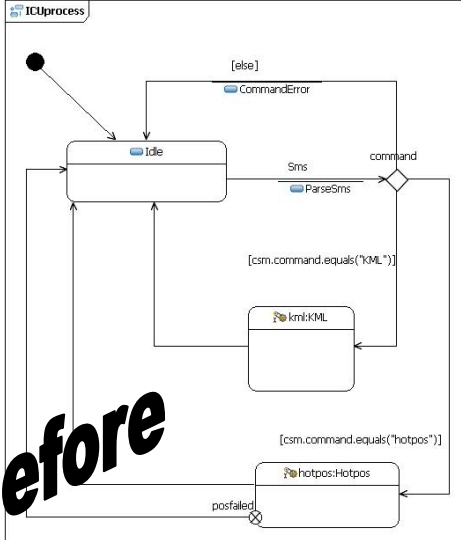 ICUprocess
[else]
CommandError
Idle
command
Sms
ParseSms
[csm.command.equals("KML")]
kml:KML
efore
[csm.command.equals("hotpos")]
hotpos:Hotpos
posfailed